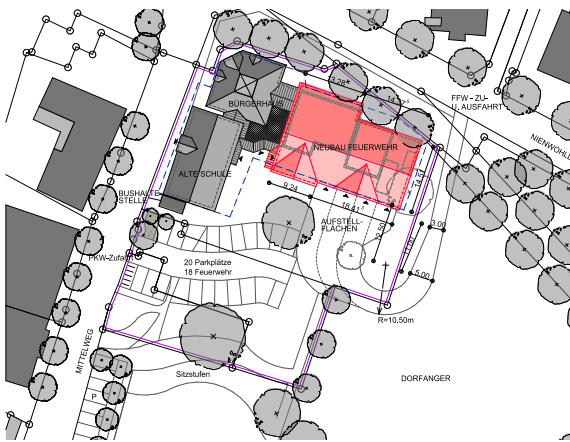 FFW - ZU-
U. AUSFAHRT
NIENWOHLD
BÜRGERHAUS
NEUBAU FEUERWEHR
ALTE SCHULE
BUSHALTE-
STELLE
9.24
AUFSTELL-
FLÄCHEN
3.00
5.00
PKW-Zufahrt
20 Parkplätze
18 Feuerwehr
R=10.50m
MITTELWEG
Sitzstufen
DORFANGER
P